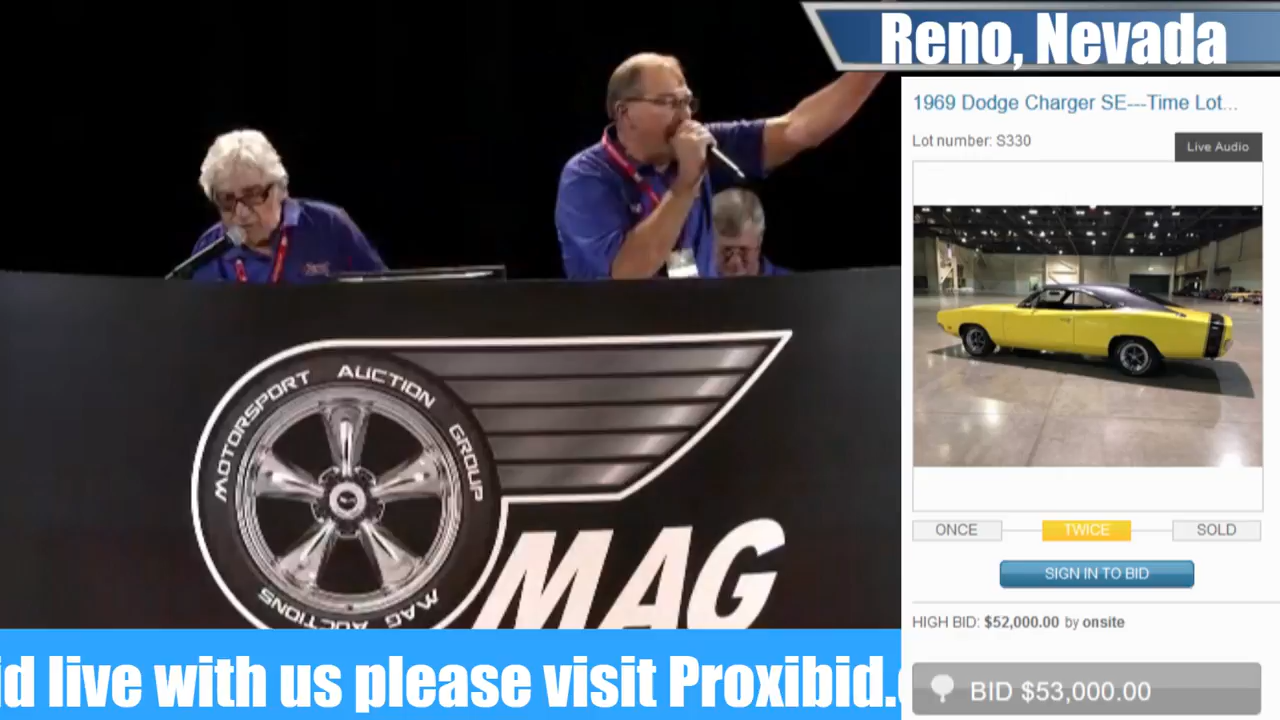 Reno, Nevada
1969 Dodge Charger SE---Time Lot...
Lot number: S330
Live Audio
MOTORSPORT AUCTION GROUP
MAG AUCTIONS
MAG
ONCE
TWICE
SOLD
SIGN IN TO BID
HIGH BID: $52,000.00 by onsite
BID $53,000.00
live with us please visit Proxibid.